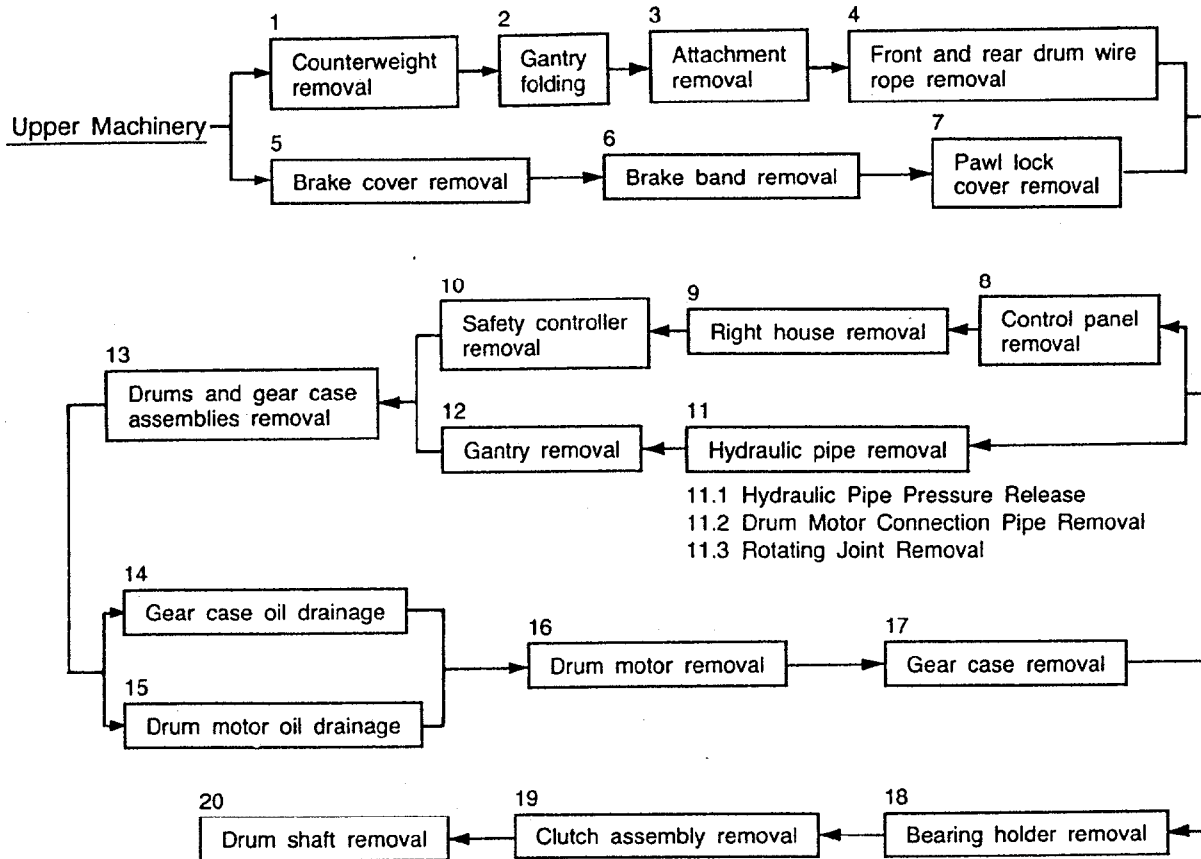 1
Counterweight
removal
2
Gantry
folding
3
Attachment
removal
4
Front and rear drum wire
rope removal
Upper Machinery
5
Brake cover removal
6
Brake band removal
7
Pawl lock
cover removal
8
Control panel
removal
9
Right house removal
10
Safety controller
removal
11
Hydraulic pipe removal
11.1 Hydraulic Pipe Pressure Release
11.2 Drum Motor Connection Pipe Removal
11.3 Rotating Joint Removal
12
Gantry removal
13
Drums and gear case
assemblies removal
14
Gear case oil drainage
15
Drum motor oil drainage
16
Drum motor removal
17
Gear case removal
18
Bearing holder removal
19
Clutch assembly removal
20
Drum shaft removal